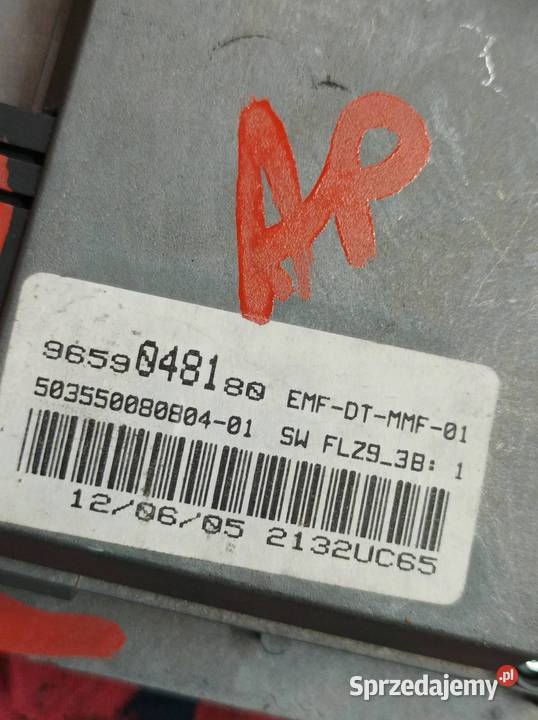 AP
9659048180 EMF-DT-MMF-01
503550080804-01 SW FLZ9_3B: 1
12/06/05 2132UC65
Sprzedajemy.pl